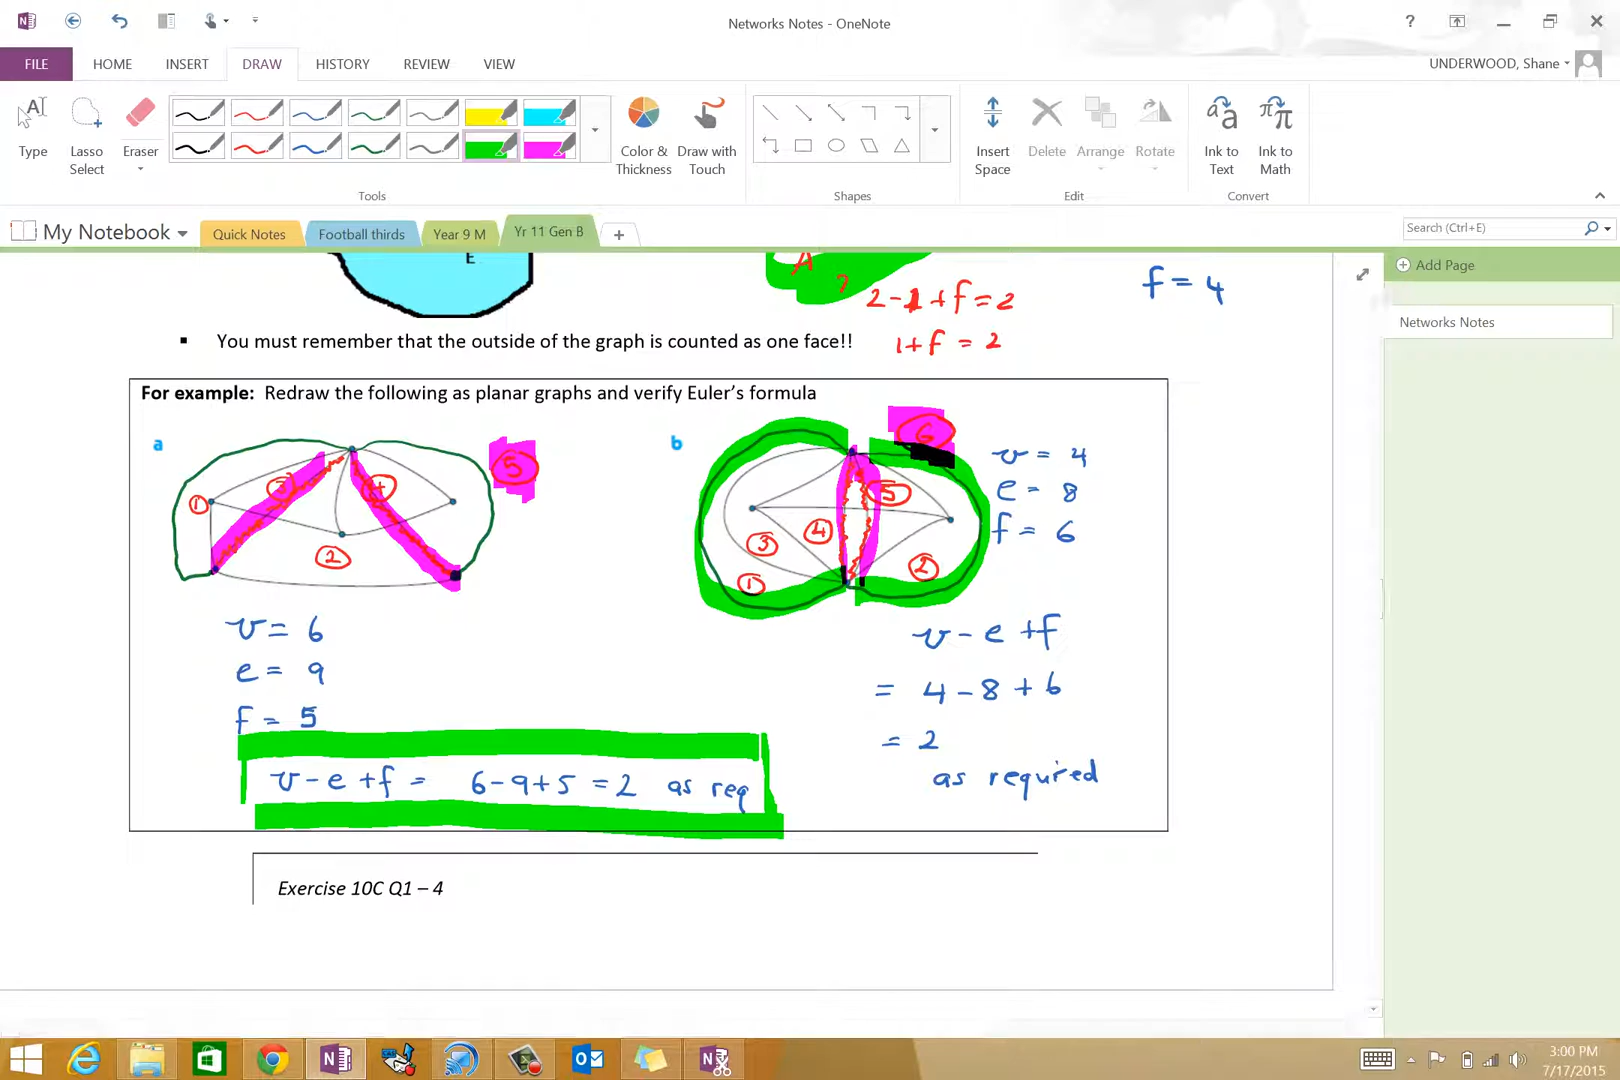 Networks Notes - OneNote
?
FILE
HOME
INSERT
DRAW
HISTORY
REVIEW
VIEW
UNDERWOOD, Shane
Type
Lasso Select
Eraser
Color & Thickness
Draw with Touch
Insert Space
Delete
Arrange
Rotate
Ink to Text
Ink to Math
Tools
Shapes
Edit
Convert
My Notebook
Quick Notes
Football thirds
Year 9 M
Yr 11 Gen B
Search (Ctrl+E)
Add Page
Networks Notes
E
A
?
2-1+f=2
1+f = 2
f = 4
▪ You must remember that the outside of the graph is counted as one face!!
For example: Redraw the following as planar graphs and verify Euler's formula
a
1
3
4
5
2
v = 6
e = 9
f = 5
v - e + f = 6-9+5 = 2 as req
b
6
5
4
3
2
1
v = 4
e = 8
f = 6
v - e + f
= 4 - 8 + 6
= 2
as required
Exercise 10C Q1 – 4
3:00 PM
7/17/2015